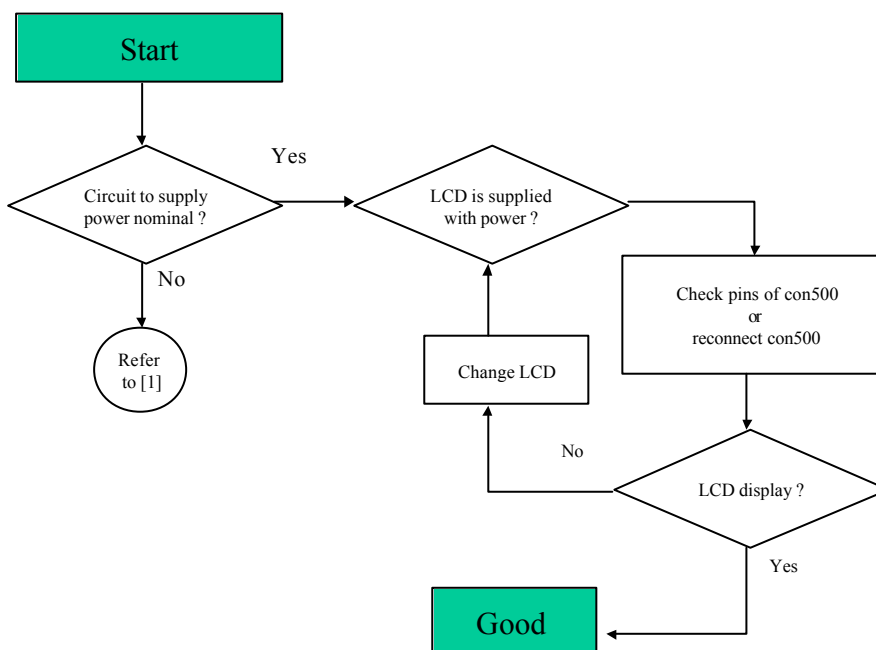 Start
Yes
Circuit to supply
power nominal ?
LCD is supplied
with power ?
No
Check pins of con500
or
reconnect con500
Refer
to [1]
Change LCD
No
LCD display ?
Yes
Good